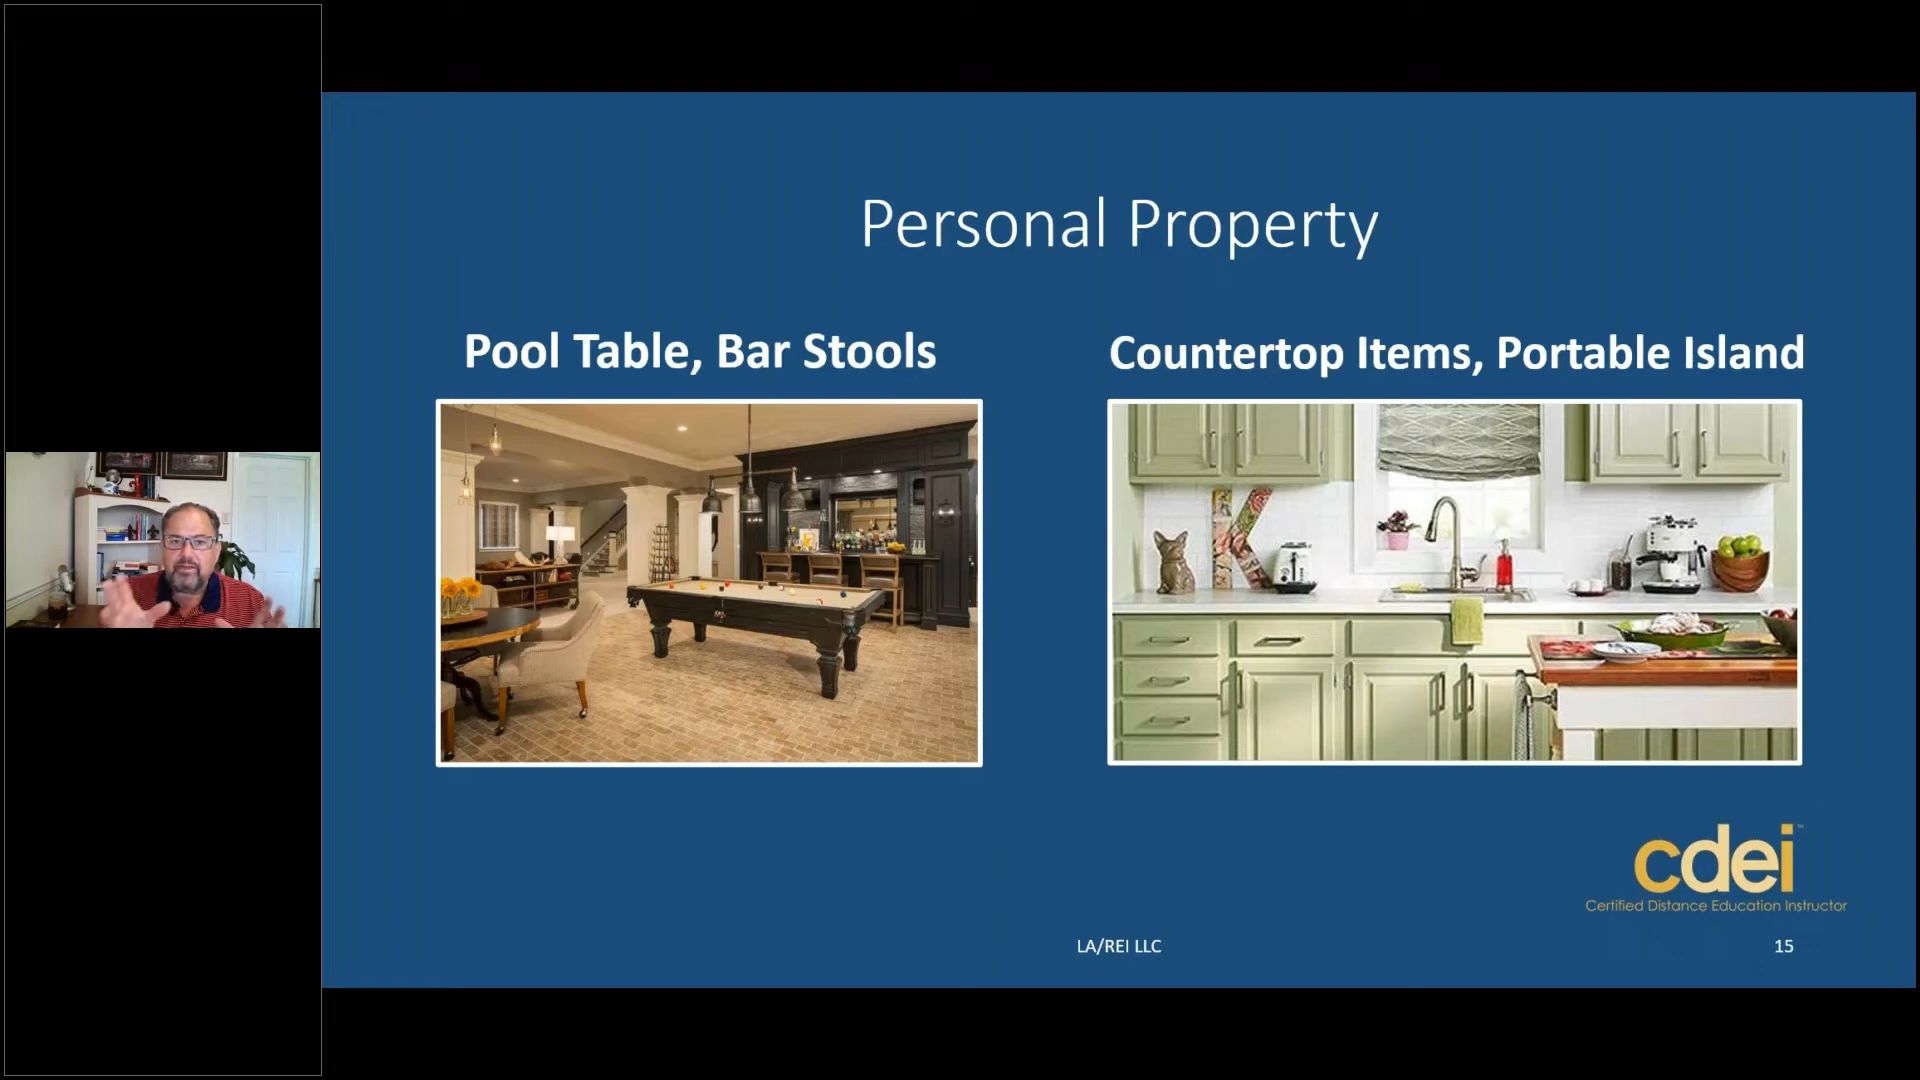 Personal Property
Pool Table, Bar Stools
Countertop Items, Portable Island
K
cdei
Certified Distance Education Instructor
LA/REI LLC
15